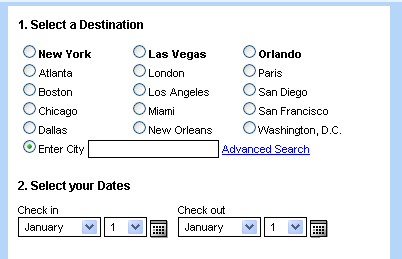 1. Select a Destination
New York Las Vegas Orlando
Atlanta London Paris
Boston Los Angeles San Diego
Chicago Miami San Francisco
Dallas New Orleans Washington, D.C.
Enter City Advanced Search
2. Select your Dates
Check in Check out
January 1 January 1